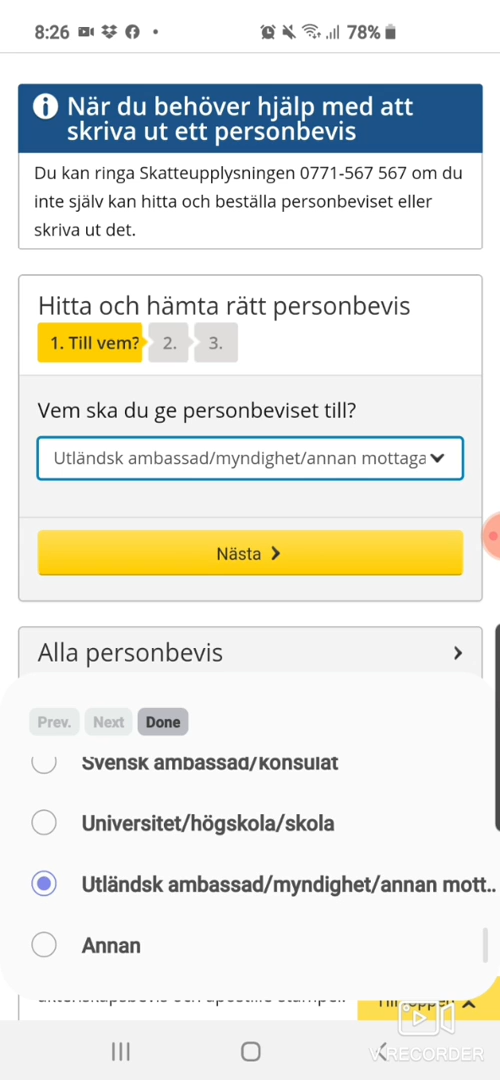 8:26
78%
När du behöver hjälp med att
skriva ut ett personbevis
Du kan ringa Skatteupplysningen 0771-567 567 om du
inte själv kan hitta och beställa personbeviset eller
skriva ut det.
Hitta och hämta rätt personbevis
1. Till vem?
2.
3.
Vem ska du ge personbeviset till?
Utländsk ambassad/myndighet/annan mottaga
Nästa
Alla personbevis
Prev.
Next
Done
Svensk ambassad/konsulat
Universitet/högskola/skola
Utländsk ambassad/myndighet/annan mott..
Annan
VRECORDER